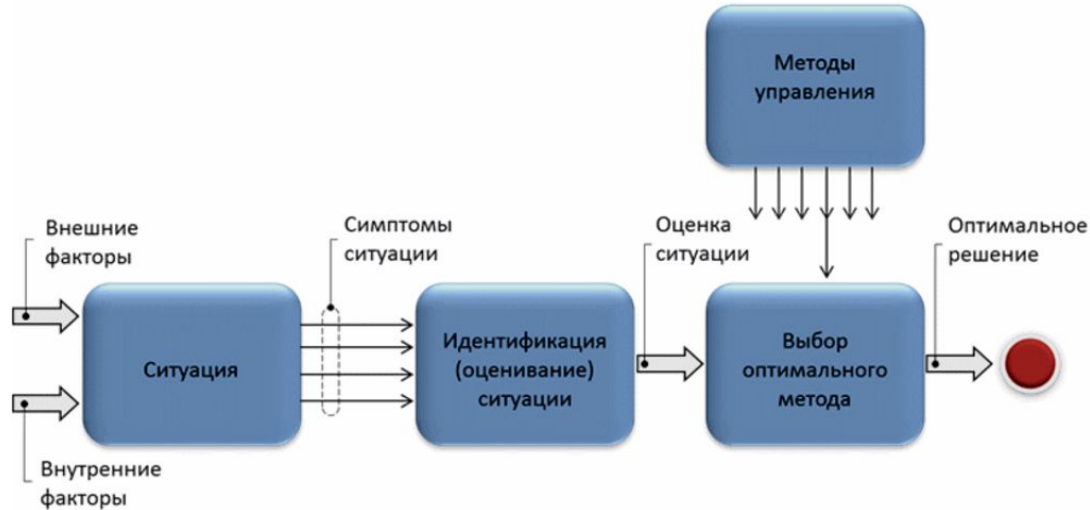 Методы
управления
Внешние
факторы
Симптомы
ситуации
Оценка
ситуации
Оптимальное
решение
Ситуация
Идентификация
(оценивание)
ситуации
Выбор
оптимального
метода
Внутренние
факторы